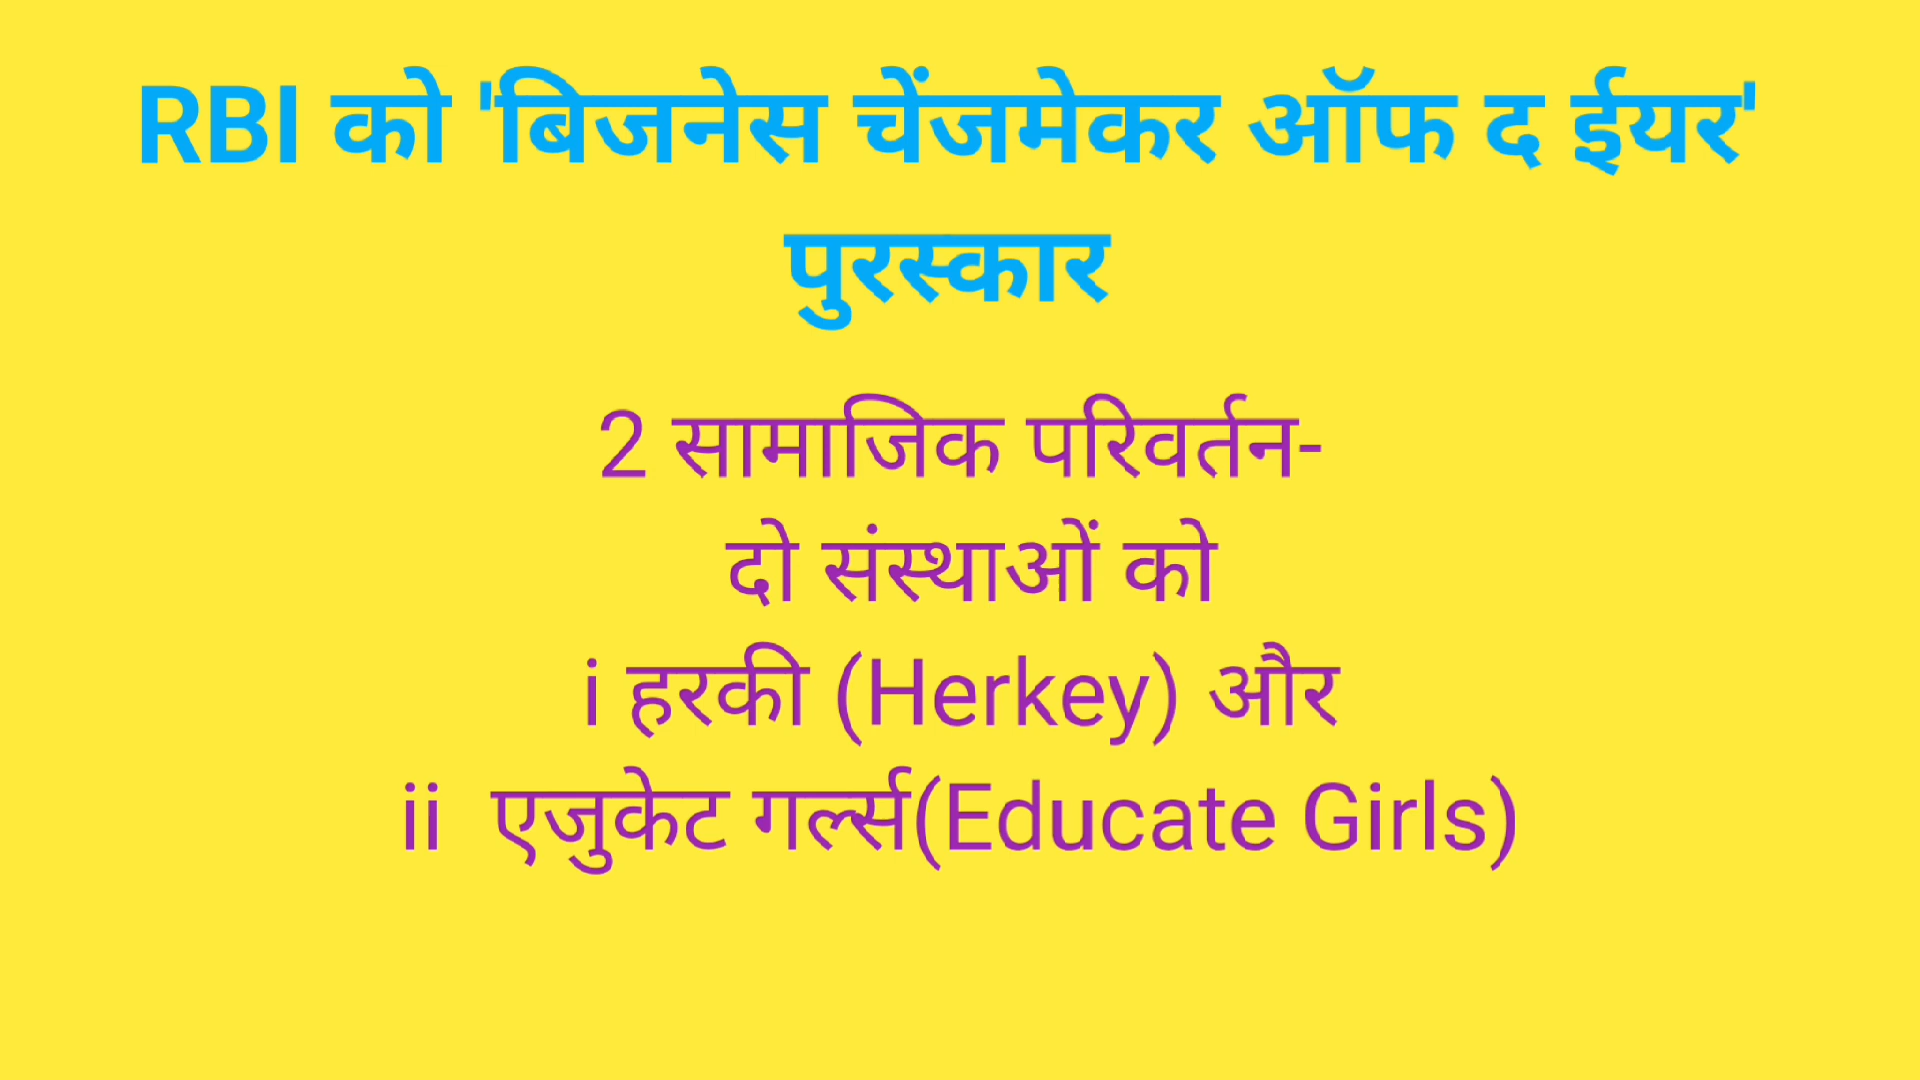 RBI को 'बिजनेस चेंजमेकर ऑफ द ईयर'
पुरस्कार
2 सामाजिक परिवर्तन-
दो संस्थाओं को
i हरकी (Herkey) और
ii एजुकेट गर्ल्स(Educate Girls)